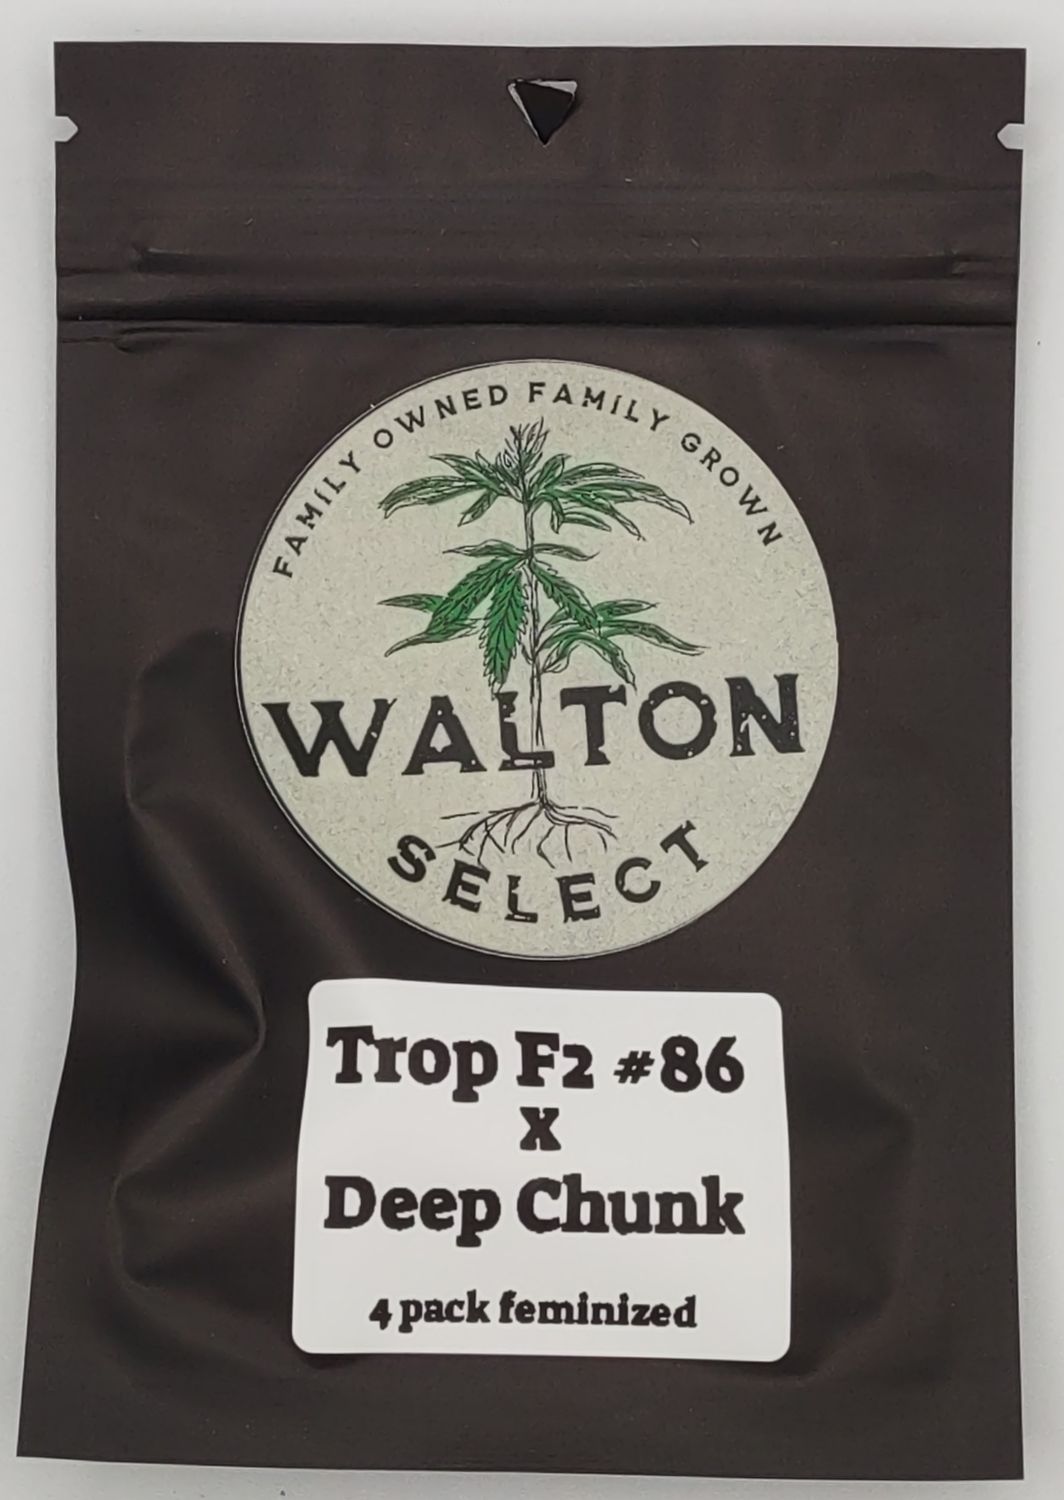 FAMILY OWNED FAMILY GROWN
WALTON
SELECT
Trop F2 #86
x
Deep Chunk
4 pack feminized